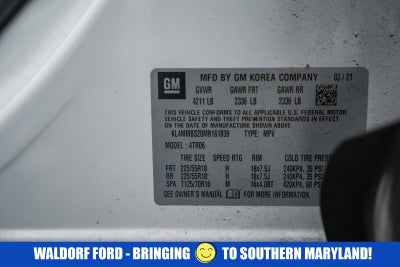 GM
MFD BY GM KOREA COMPANY 03/21
GVWR GAWR FRT GAWR RR
4211 LB 2336 LB 2336 LB
THIS VEHICLE CONFORMS TO ALL APPLICABLE U.S. FEDERAL MOTOR
VEHICLE SAFETY AND THEFT PREVENTION STANDARDS IN EFFECT ON
THE DATE OF MANUFACTURE SHOWN ABOVE.
KL4MMBS20MB161839 TYPE: MPV
MODEL: 4TR06
TIRE SIZE SPEED RTG RIM COLD TIRE PRESSURE
FRT 225/55R18 H 18x7.5J 240KPA, 35 PSI
RR 225/55R18 H 18x7.5J 240KPA, 35 PSI
SPA T125/70R16 M 16x4.00T 420KPA, 60 PSI
SEE OWNER'S MANUAL FOR MORE INFORMATION.
WALDORF FORD - BRINGING TO SOUTHERN MARYLAND!